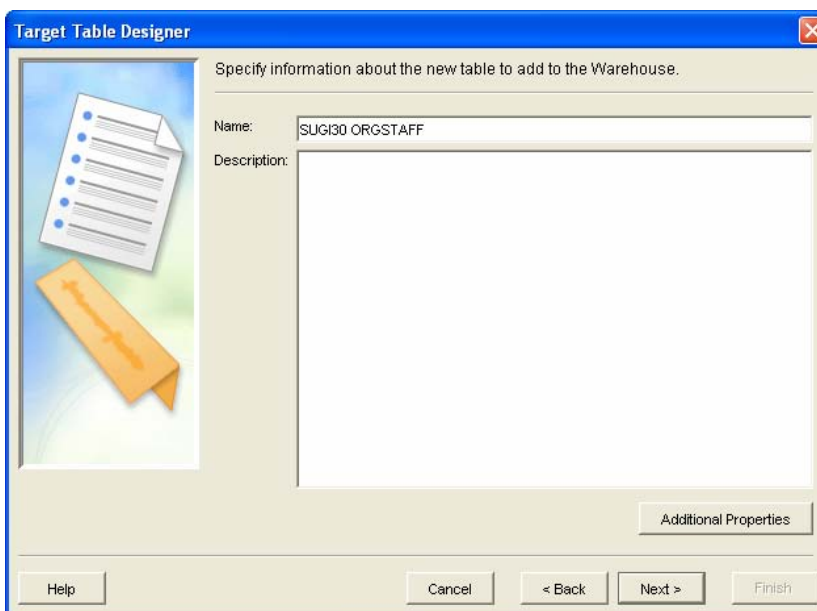 Target Table Designer
Specify information about the new table to add to the Warehouse.
Name:
SUGI30 ORGSTAFF
Description:
Additional Properties
Help
Cancel
< Back
Next >
Finish